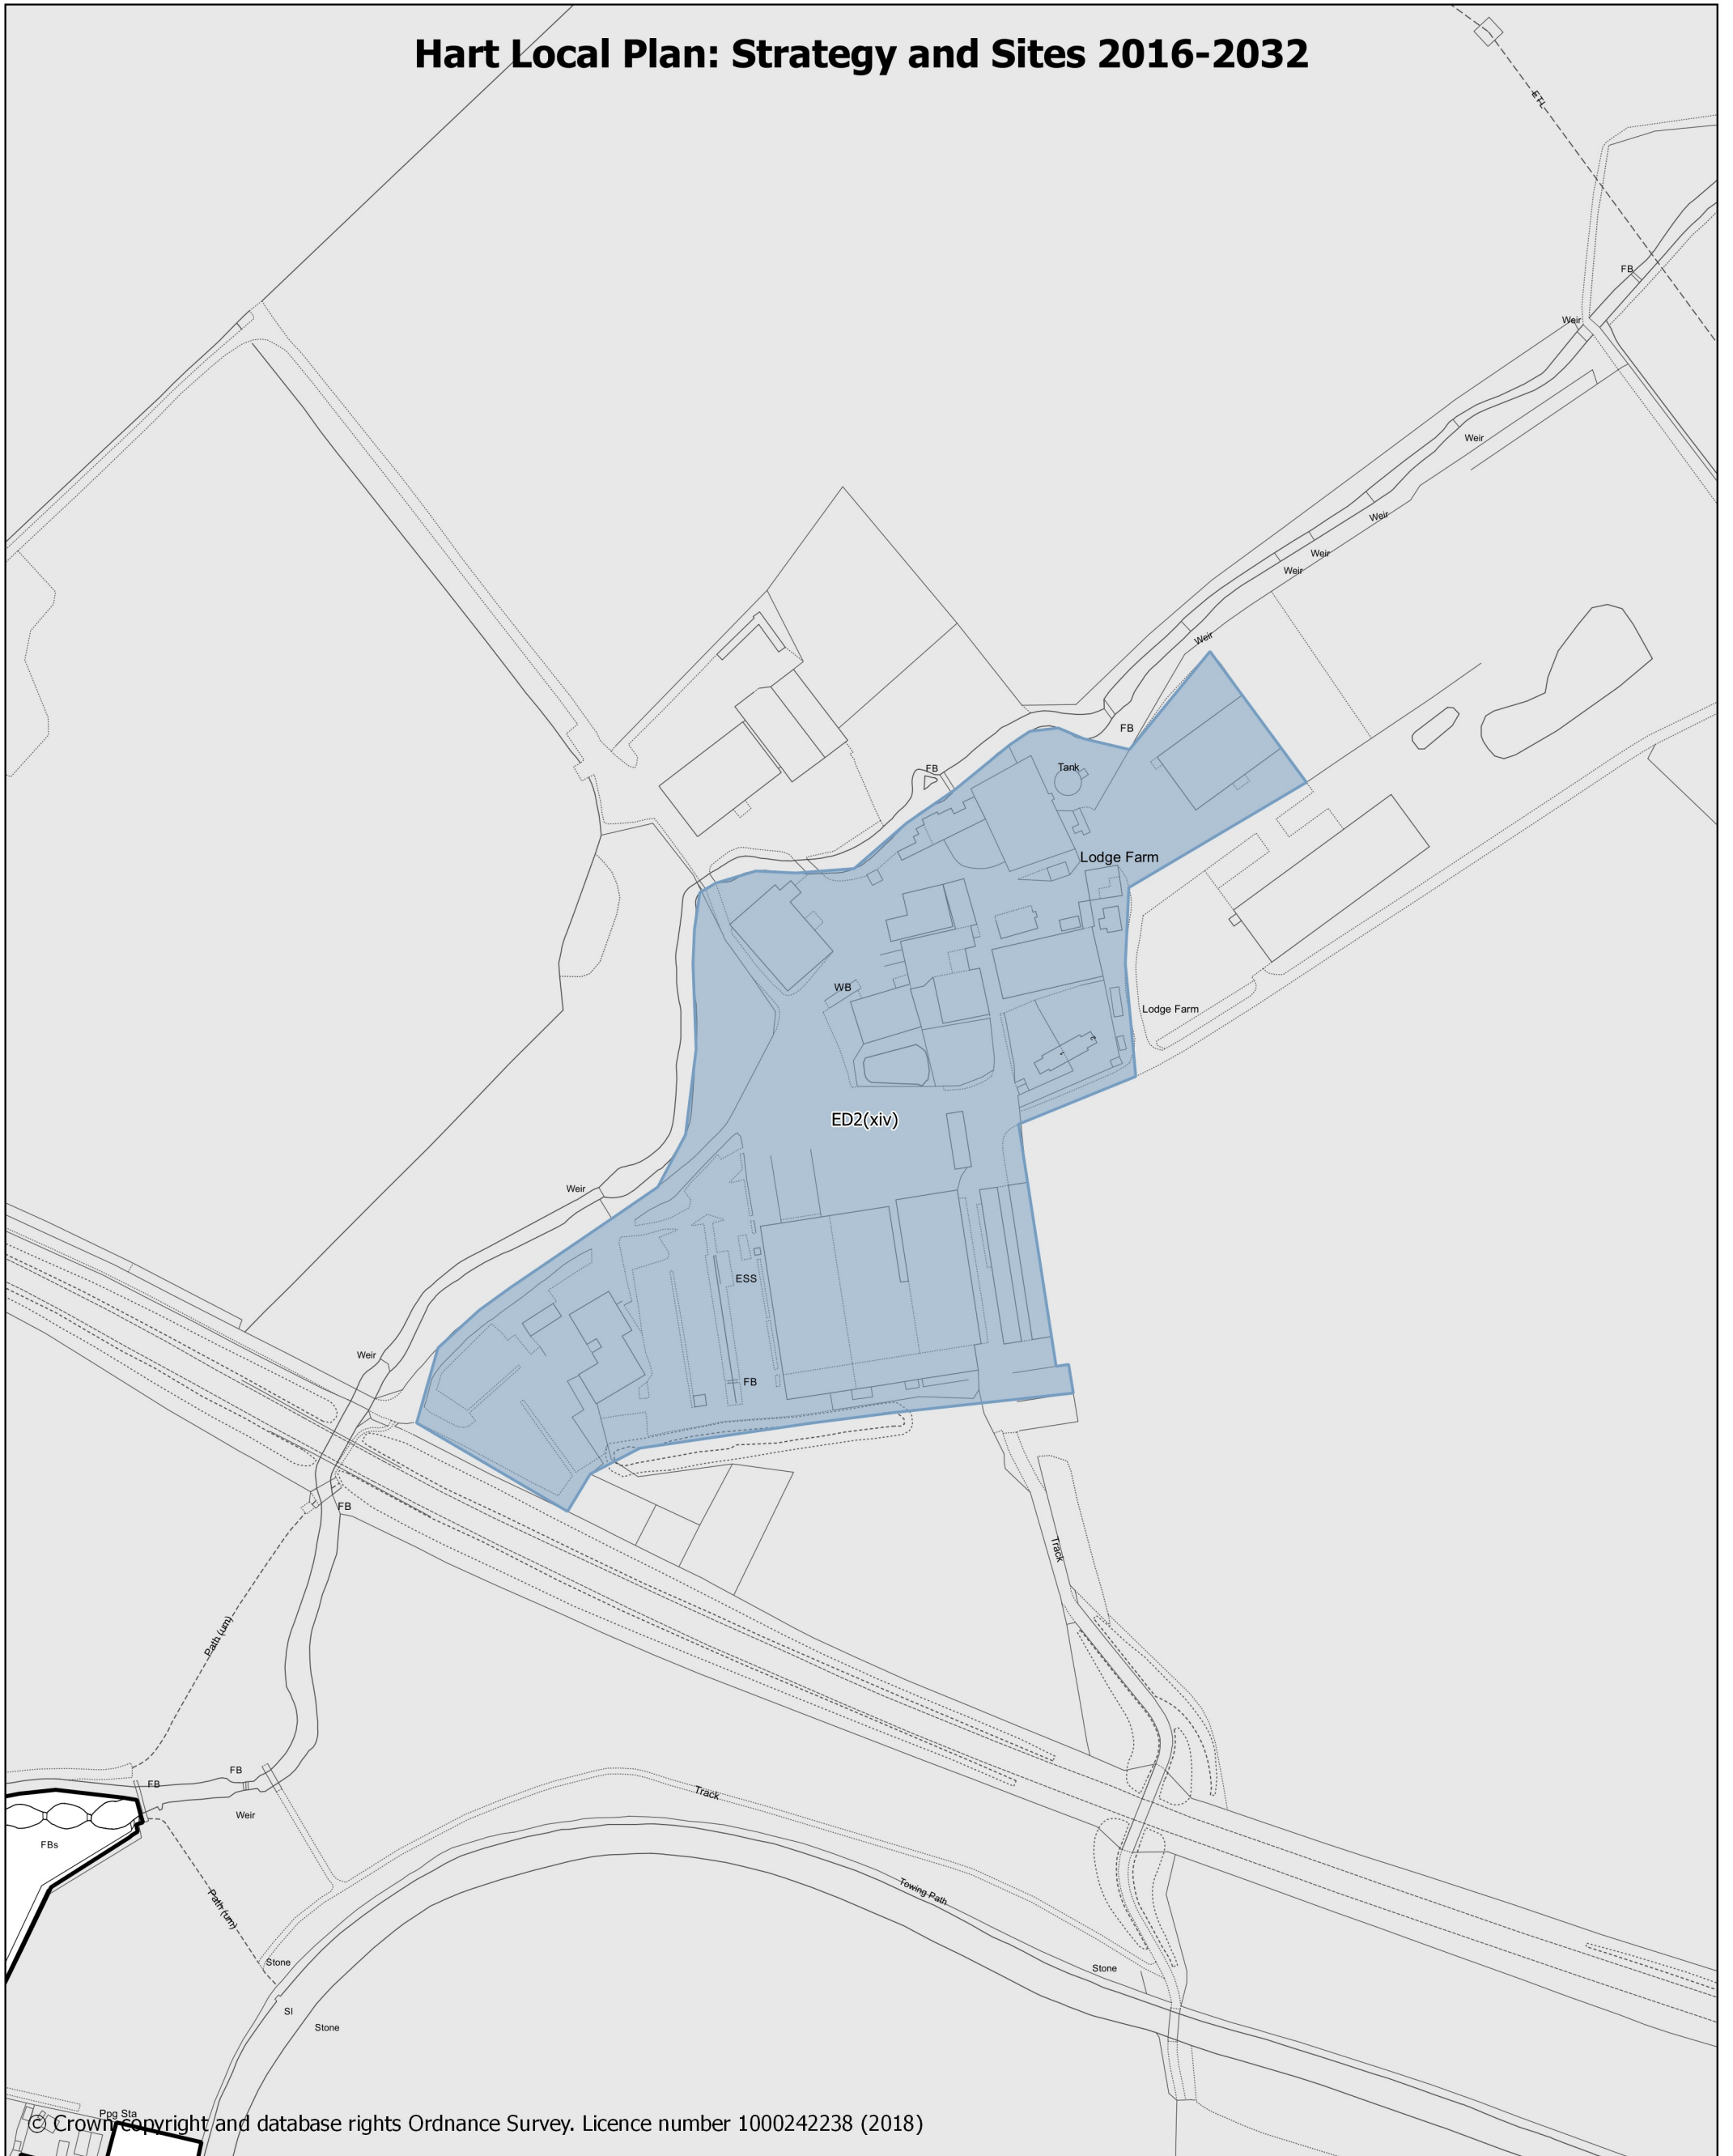 Hart Local Plan: Strategy and Sites 2016-2032
ETL
FB
Weir
Weir
Weir
Weir
Weir
Weir
FB
FB
Tank
Lodge Farm
WB
Lodge Farm
1
2
ED2(xiv)
Weir
ESS
Weir
FB
FB
Track
Path (um)
FB
FB
Track
Weir
FBs
Towing Path
Path (um)
Stone
Stone
Sl
Stone
Ppg Sta
© Crown copyright and database rights Ordnance Survey. Licence number 1000242238 (2018)